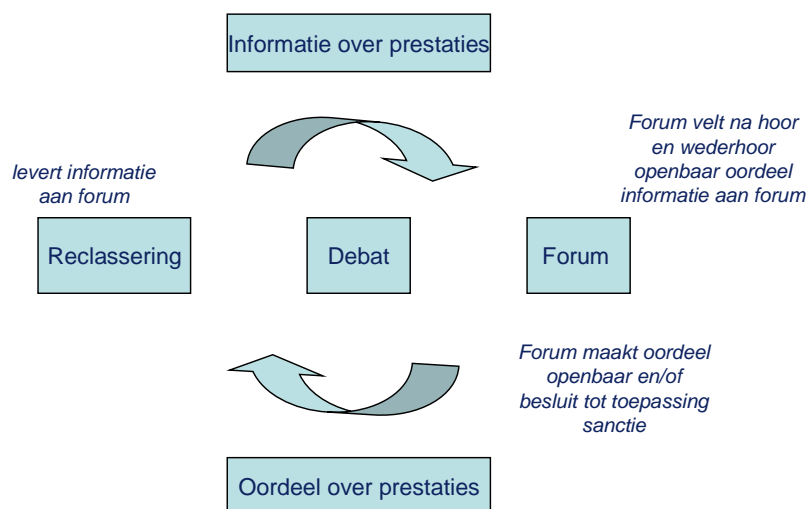 Informatie over prestaties
levert informatie
aan forum
Forum velt na hoor
en wederhoor
openbaar oordeel
informatie aan forum
Reclassering
Debat
Forum
Forum maakt oordeel
openbaar en/of
besluit tot toepassing
sanctie
Oordeel over prestaties